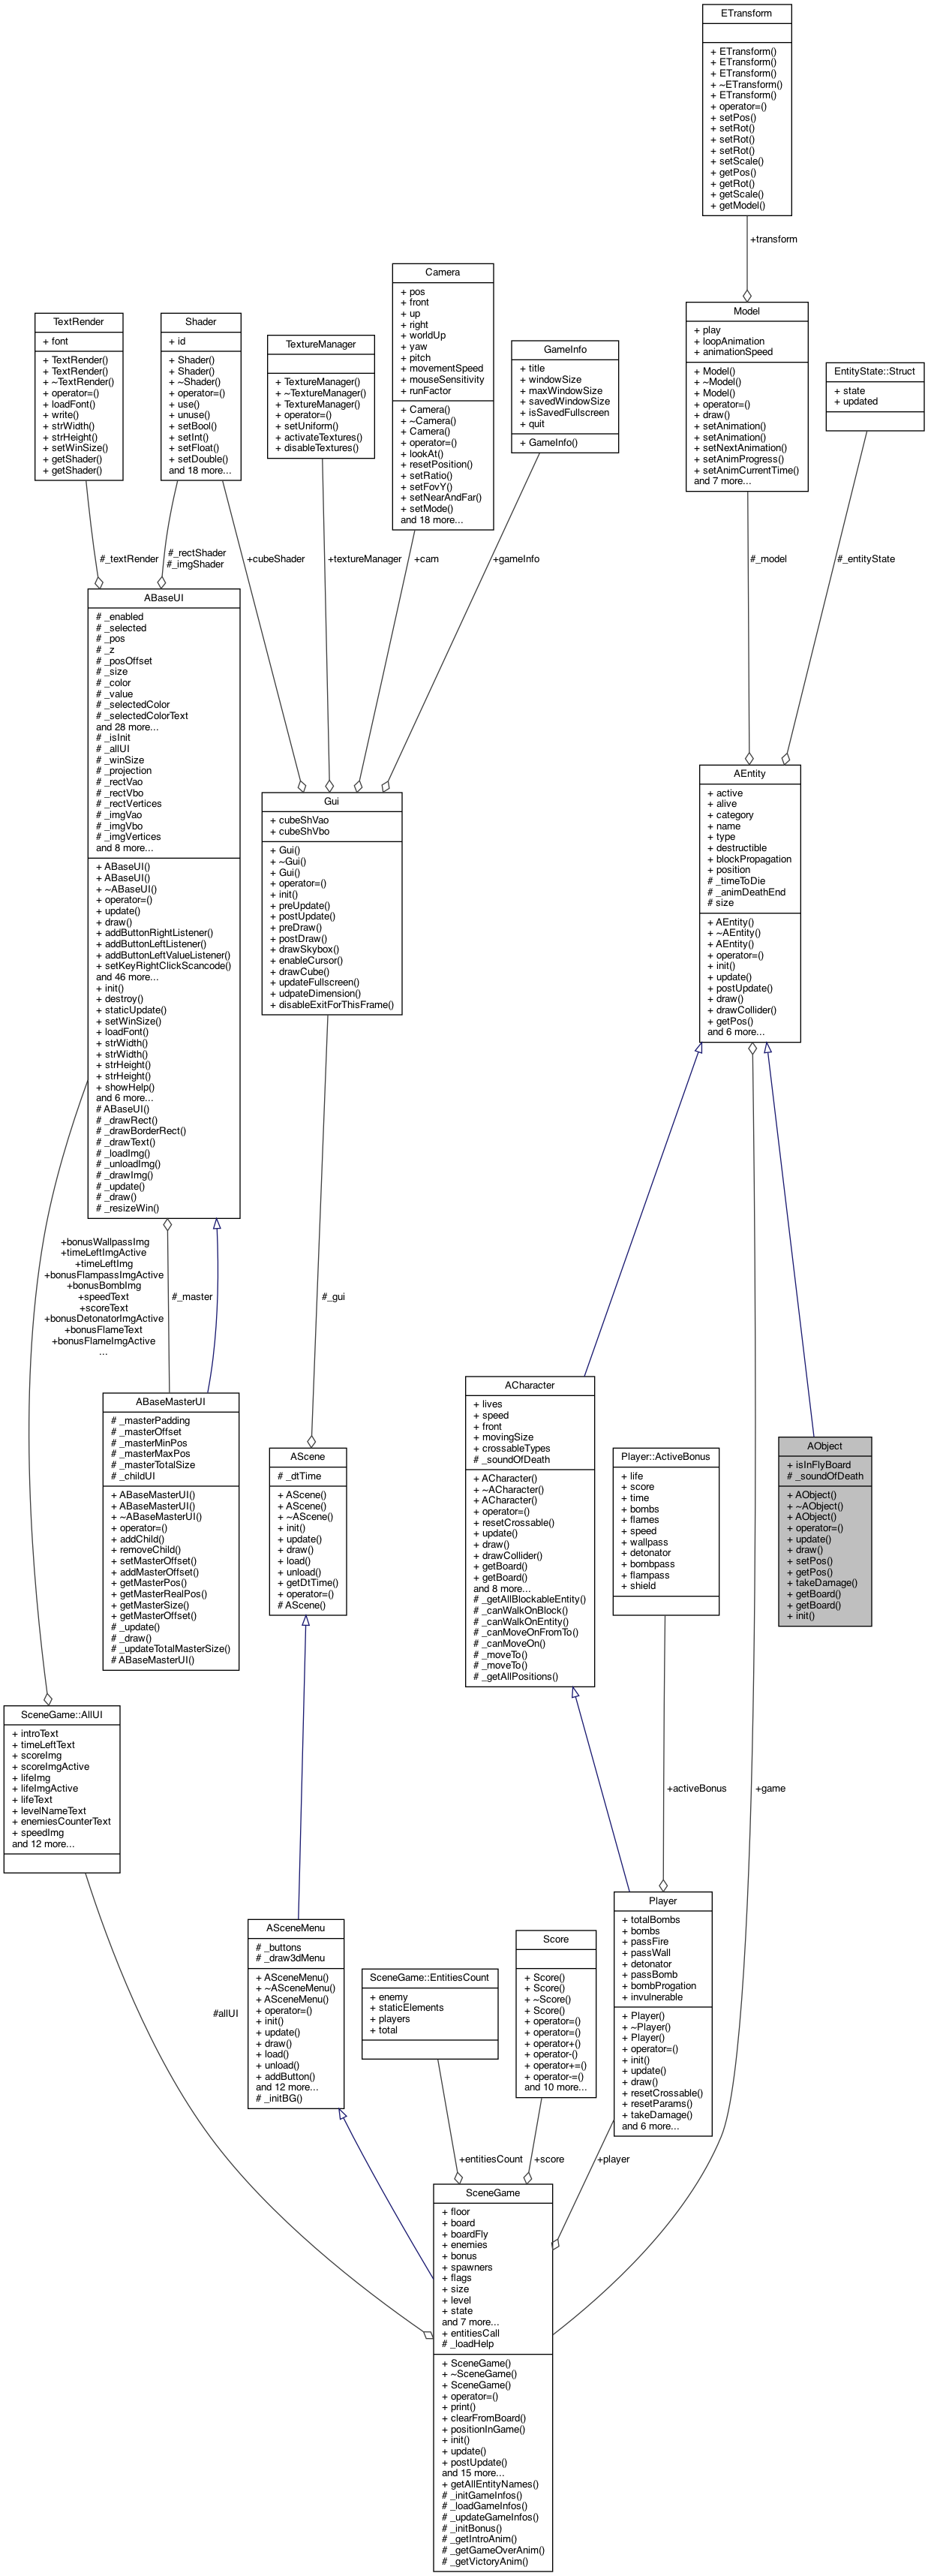 ETransform
+ ETransform()
+ ETransform()
+ ETransform()
+ ~ETransform()
+ ETransform()
+ operator=()
+ setPos()
+ setRot()
+ setRot()
+ setRot()
+ setScale()
+ getPos()
+ getRot()
+ getScale()
+ getModel()
+transform
TextRender
+ font
+ TextRender()
+ TextRender()
+ ~TextRender()
+ operator=()
+ loadFont()
+ write()
+ strWidth()
+ strHeight()
+ setWinSize()
+ getShader()
+ getShader()
Shader
+ id
+ Shader()
+ Shader()
+ ~Shader()
+ operator=()
+ use()
+ unuse()
+ setBool()
+ setInt()
+ setFloat()
+ setDouble()
and 18 more...
TextureManager
+ TextureManager()
+ ~TextureManager()
+ TextureManager()
+ operator=()
+ setUniform()
+ activateTextures()
+ disableTextures()
Camera
+ pos
+ front
+ up
+ right
+ worldUp
+ yaw
+ pitch
+ movementSpeed
+ mouseSensitivity
+ runFactor
+ Camera()
+ ~Camera()
+ Camera()
+ operator=()
+ lookAt()
+ resetPosition()
+ setRatio()
+ setFovY()
+ setNearAndFar()
+ setMode()
and 18 more...
GameInfo
+ title
+ windowSize
+ maxWindowSize
+ savedWindowSize
+ isSavedFullscreen
+ quit
+ GameInfo()
Model
+ play
+ loopAnimation
+ animationSpeed
+ Model()
+ ~Model()
+ Model()
+ operator=()
+ draw()
+ setAnimation()
+ setAnimation()
+ setNextAnimation()
+ setAnimProgress()
+ setAnimCurrentTime()
and 7 more...
EntityState::Struct
+ state
+ updated
#_textRender
#_rectShader
#_imgShader
+cubeShader
+textureManager
+cam
+gameInfo
#_model
#_entityState
ABaseUI
# _enabled
# _selected
# _pos
# _z
# _posOffset
# _size
# _color
# _value
# _selectedColor
# _selectedColorText
and 28 more...
# _isInit
# _allUI
# _winSize
# _projection
# _rectVao
# _rectVbo
# _rectVertices
# _imgVao
# _imgVbo
# _imgVertices
and 8 more...
+ ABaseUI()
+ ABaseUI()
+ ~ABaseUI()
+ operator=()
+ update()
+ draw()
+ addButtonRightListener()
+ addButtonLeftListener()
+ addButtonLeftValueListener()
+ setKeyRightClickScancode()
and 46 more...
+ init()
+ destroy()
+ staticUpdate()
+ setWinSize()
+ loadFont()
+ strWidth()
+ strWidth()
+ strHeight()
+ strHeight()
+ showHelp()
and 6 more...
# ABaseUI()
# _drawRect()
# _drawBorderRect()
# _drawText()
# _loadImg()
# _unloadImg()
# _drawImg()
# _update()
# _draw()
# _resizeWin()
Gui
+ cubeShVao
+ cubeShVbo
+ Gui()
+ ~Gui()
+ Gui()
+ operator=()
+ init()
+ preUpdate()
+ postUpdate()
+ preDraw()
+ postDraw()
+ drawSkybox()
+ enableCursor()
+ drawCube()
+ updateFullscreen()
+ udpateDimension()
+ disableExitForThisFrame()
AEntity
+ active
+ alive
+ category
+ name
+ type
+ destructible
+ blockPropagation
+ position
# _timeToDie
# _animDeathEnd
# size
+ AEntity()
+ ~AEntity()
+ AEntity()
+ operator=()
+ init()
+ update()
+ postUpdate()
+ draw()
+ drawCollider()
+ getPos()
and 6 more...
+bonusWallpassImg
+timeLeftImgActive
+timeLeftImg
+bonusFlampassImgActive
+bonusBombImg
+speedText
+scoreText
+bonusDetonatorImgActive
+bonusFlameText
+bonusFlameImgActive
...
#_master
#_gui
ABaseMasterUI
# _masterPadding
# _masterOffset
# _masterMinPos
# _masterMaxPos
# _masterTotalSize
# _childUI
+ ABaseMasterUI()
+ ABaseMasterUI()
+ ~ABaseMasterUI()
+ operator=()
+ addChild()
+ removeChild()
+ setMasterOffset()
+ addMasterOffset()
+ getMasterPos()
+ getMasterRealPos()
+ getMasterSize()
+ getMasterOffset()
# _update()
# _draw()
# _updateTotalMasterSize()
# ABaseMasterUI()
AScene
# _dtTime
+ AScene()
+ AScene()
+ ~AScene()
+ init()
+ update()
+ draw()
+ load()
+ unload()
+ getDtTime()
+ operator=()
# AScene()
ACharacter
+ lives
+ speed
+ front
+ movingSize
+ crossableTypes
# _soundOfDeath
+ ACharacter()
+ ~ACharacter()
+ ACharacter()
+ operator=()
+ resetCrossable()
+ update()
+ draw()
+ drawCollider()
+ getBoard()
+ getBoard()
and 8 more...
# _getAllBlockableEntity()
# _canWalkOnBlock()
# _canWalkOnEntity()
# _canMoveOnFromTo()
# _canMoveOn()
# _moveTo()
# _moveTo()
# _getAllPositions()
Player::ActiveBonus
+ life
+ score
+ time
+ bombs
+ flames
+ speed
+ wallpass
+ detonator
+ bombpass
+ flampass
+ shield
AObject
+ isInFlyBoard
# _soundOfDeath
+ AObject()
+ ~AObject()
+ AObject()
+ operator=()
+ update()
+ draw()
+ setPos()
+ getPos()
+ takeDamage()
+ getBoard()
+ getBoard()
+ init()
SceneGame::AllUI
+ introText
+ timeLeftText
+ scoreImg
+ scoreImgActive
+ lifeImg
+ lifeImgActive
+ lifeText
+ levelNameText
+ enemiesCounterText
+ speedImg
and 12 more...
+activeBonus
+game
ASceneMenu
# _buttons
# _draw3dMenu
+ ASceneMenu()
+ ~ASceneMenu()
+ ASceneMenu()
+ operator=()
+ init()
+ update()
+ draw()
+ load()
+ unload()
+ addButton()
and 12 more...
# _initBG()
SceneGame::EntitiesCount
+ enemy
+ staticElements
+ players
+ total
Score
+ Score()
+ Score()
+ ~Score()
+ Score()
+ operator=()
+ operator=()
+ operator+()
+ operator-()
+ operator+=()
+ operator-=()
and 10 more...
Player
+ totalBombs
+ bombs
+ passFire
+ passWall
+ detonator
+ passBomb
+ bombProgation
+ invulnerable
+ Player()
+ ~Player()
+ Player()
+ operator=()
+ init()
+ update()
+ draw()
+ resetCrossable()
+ resetParams()
+ takeDamage()
and 6 more...
#allUI
+entitiesCount
+score
+player
SceneGame
+ floor
+ board
+ boardFly
+ enemies
+ bonus
+ spawners
+ flags
+ size
+ level
+ state
and 7 more...
+ entitiesCall
# _loadHelp
+ SceneGame()
+ ~SceneGame()
+ SceneGame()
+ operator=()
+ print()
+ clearFromBoard()
+ positionInGame()
+ init()
+ update()
+ postUpdate()
and 15 more...
+ getAllEntityNames()
# _initGameInfos()
# _loadGameInfos()
# _updateGameInfos()
# _initBonus()
# _getIntroAnim()
# _getGameOverAnim()
# _getVictoryAnim()